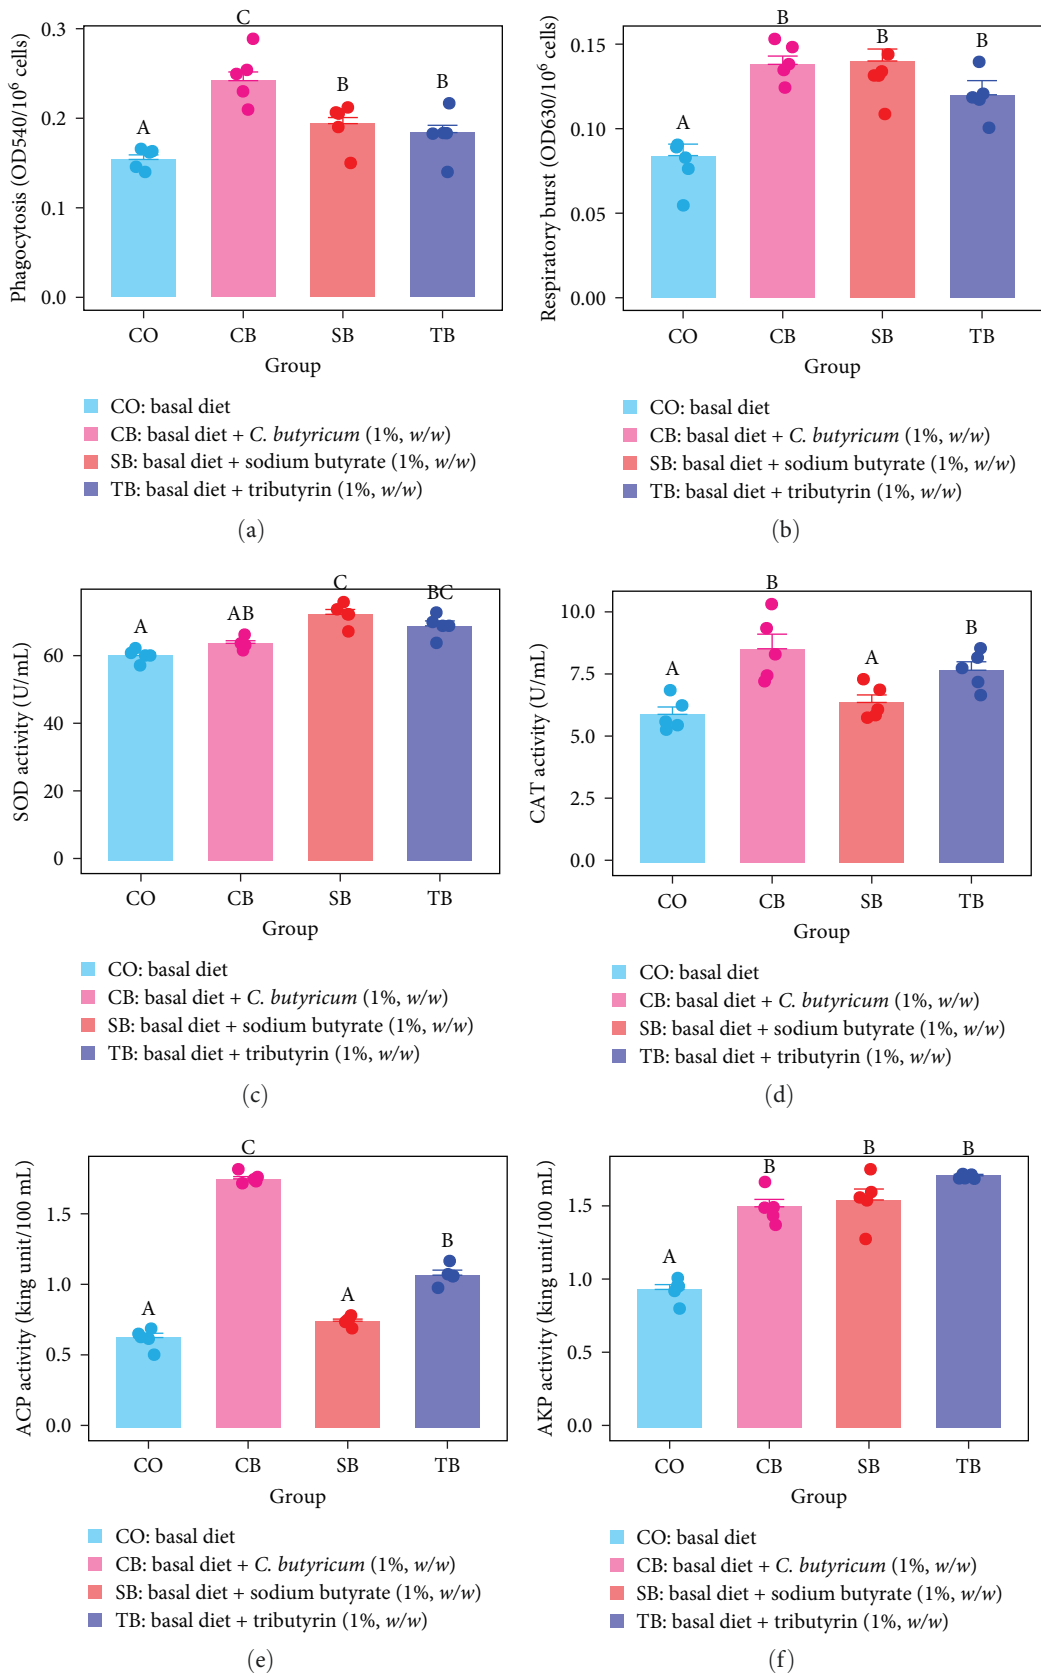 Phagocytosis (OD540/10⁶ cells)
0.3
0.2
0.1
0.0
A
C
B
B
CO
CB
SB
TB
Group
CO: basal diet
CB: basal diet + C. butyricum (1%, w/w)
SB: basal diet + sodium butyrate (1%, w/w)
TB: basal diet + tributyrin (1%, w/w)
(a)
Respiratory burst (OD630/10⁶ cells)
0.15
0.10
0.05
0.00
A
B
B
B
CO
CB
SB
TB
Group
CO: basal diet
CB: basal diet + C. butyricum (1%, w/w)
SB: basal diet + sodium butyrate (1%, w/w)
TB: basal diet + tributyrin (1%, w/w)
(b)
SOD activity (U/mL)
60
40
20
0
A
AB
C
BC
CO
CB
SB
TB
Group
CO: basal diet
CB: basal diet + C. butyricum (1%, w/w)
SB: basal diet + sodium butyrate (1%, w/w)
TB: basal diet + tributyrin (1%, w/w)
(c)
CAT activity (U/mL)
10.0
7.5
5.0
2.5
0.0
A
B
A
B
CO
CB
SB
TB
Group
CO: basal diet
CB: basal diet + C. butyricum (1%, w/w)
SB: basal diet + sodium butyrate (1%, w/w)
TB: basal diet + tributyrin (1%, w/w)
(d)
ACP activity (king unit/100 mL)
1.5
1.0
0.5
0.0
A
C
A
B
CO
CB
SB
TB
Group
CO: basal diet
CB: basal diet + C. butyricum (1%, w/w)
SB: basal diet + sodium butyrate (1%, w/w)
TB: basal diet + tributyrin (1%, w/w)
(e)
AKP activity (king unit/100 mL)
1.5
1.0
0.5
0.0
A
B
B
B
CO
CB
SB
TB
Group
CO: basal diet
CB: basal diet + C. butyricum (1%, w/w)
SB: basal diet + sodium butyrate (1%, w/w)
TB: basal diet + tributyrin (1%, w/w)
(f)